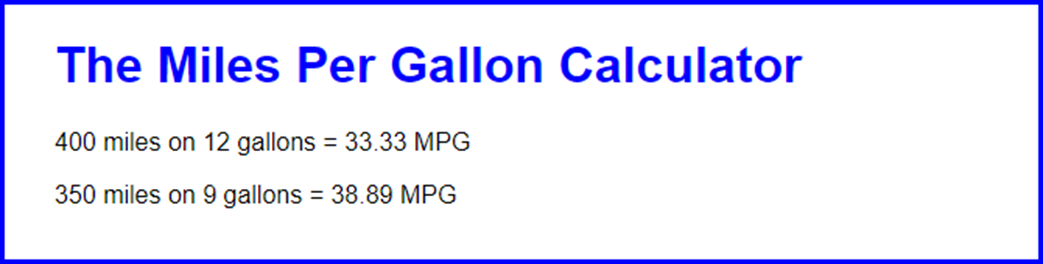 The Miles Per Gallon Calculator
400 miles on 12 gallons = 33.33 MPG
350 miles on 9 gallons = 38.89 MPG